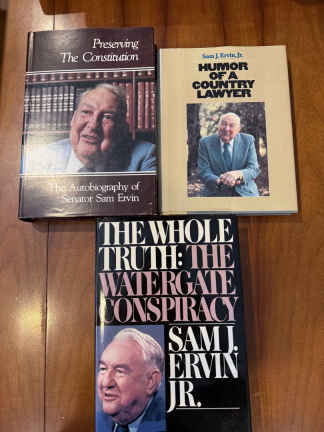 Preserving
The Constitution
The Autobiography of
Senator Sam Ervin
Sam J. Ervin, Jr.
HUMOR
OF A
COUNTRY
LAWYER
THE WHOLE
TRUTH: THE
WATERGATE
CONSPIRACY
SAM J.
ERVIN
JR.